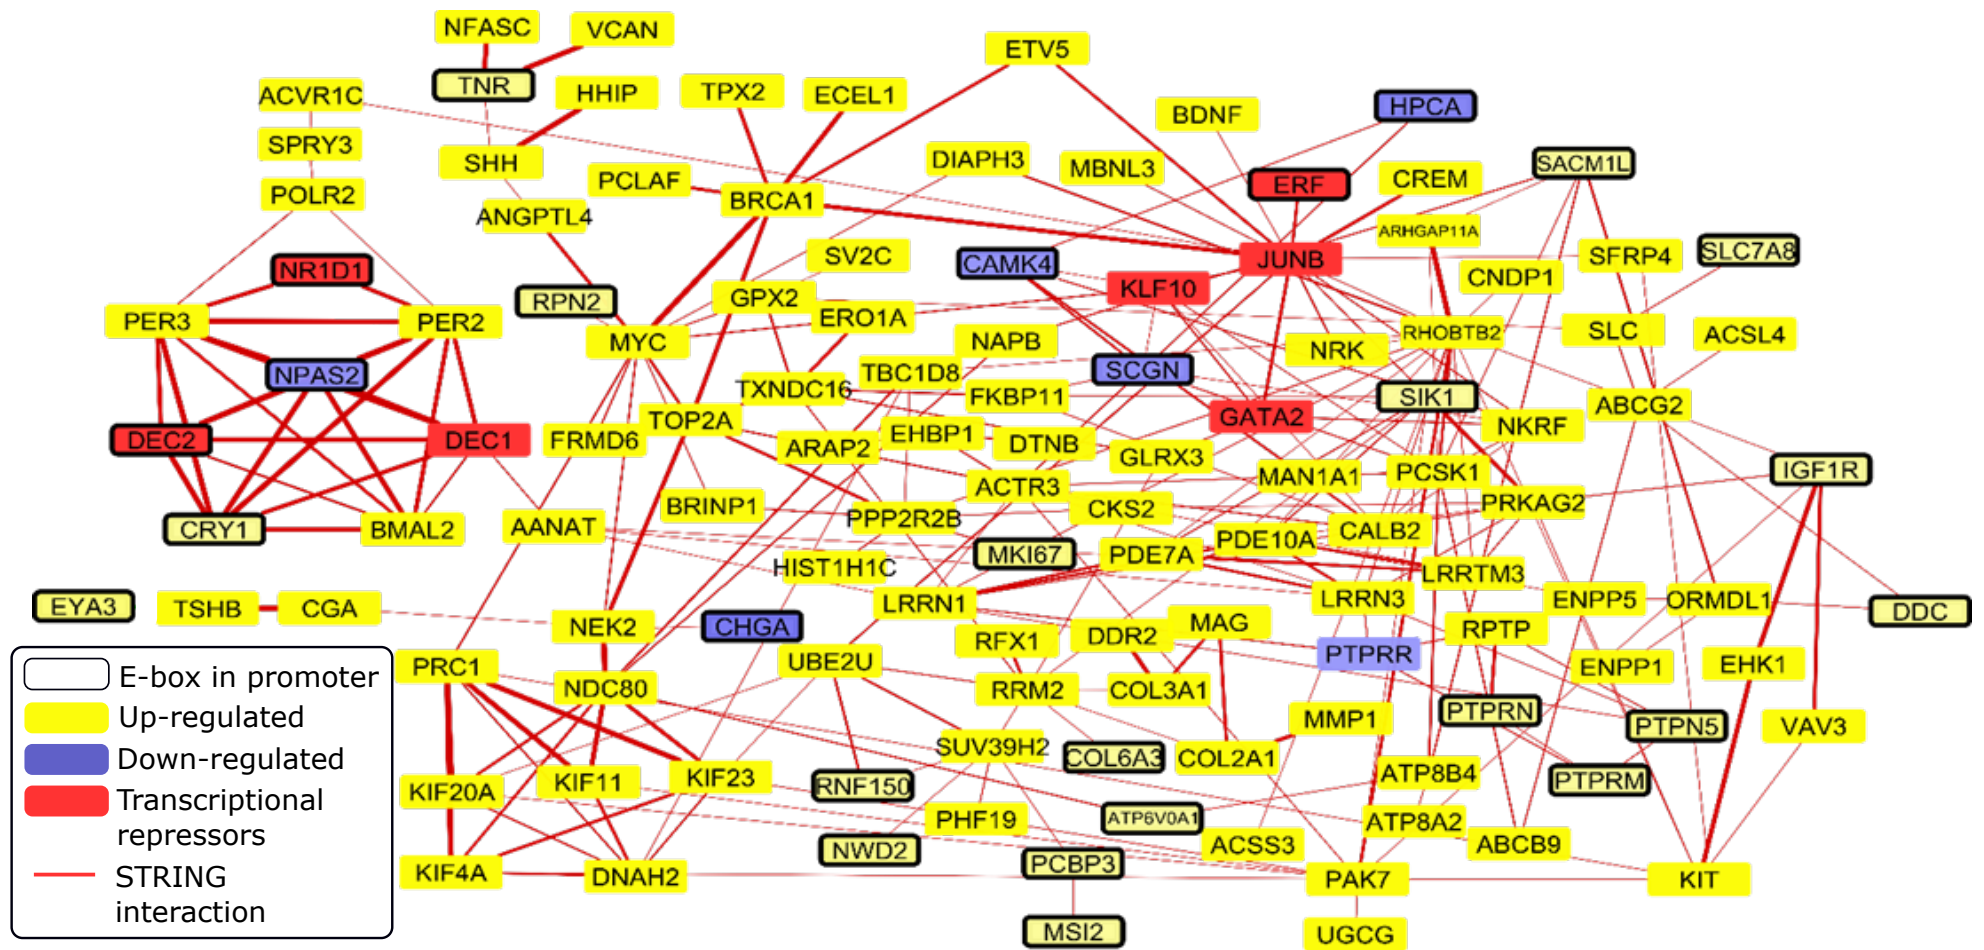 NFASC
VCAN
ETV5
TNR
ACVR1C
HHIP
TPX2
ECEL1
BDNF
HPCA
SPRY3
SHH
PCLAF
DIAPH3
MBNL3
ERF
CREM
SACM1L
POLR2
ANGPTL4
BRCA1
ARHGAP11A
NR1D1
RPN2
SV2C
CAMK4
JUNB
SFRP4
SLC7A8
GPX2
KLF10
CNDP1
PER3
PER2
MYC
ERO1A
NAPB
NRK
RHOBTB2
SLC
ACSL4
NPAS2
TBC1D8
SCGN
TXNDC16
FKBP11
SIK1
ABCG2
DEC2
DEC1
FRMD6
TOP2A
ARAP2
EHBP1
DTNB
GATA2
NKRF
GLRX3
MAN1A1
PCSK1
IGF1R
ACTR3
CRY1
BMAL2
AANAT
BRINP1
PPP2R2B
CKS2
CALB2
PRKAG2
MKI67
PDE7A
PDE10A
HIST1H1C
LRRTM3
EYA3
TSHB
CGA
NEK2
CHGA
LRRN1
LRRN3
ENPP5
ORMDL1
DDC
RFX1
DDR2
MAG
RPTP
PTPRR
PRC1
NDC80
UBE2U
RRM2
COL3A1
ENPP1
EHK1
MMP1
PTPRN
PTPN5
VAV3
SUV39H2
COL6A3
COL2A1
KIF20A
KIF11
KIF23
RNF150
ATP8B4
PTPRM
PHF19
ATP6V0A1
ATP8A2
NWD2
ACSS3
ABCB9
KIF4A
DNAH2
PCBP3
PAK7
KIT
MSI2
UGCG
E-box in promoter
Up-regulated
Down-regulated
Transcriptional
repressors
STRING
interaction